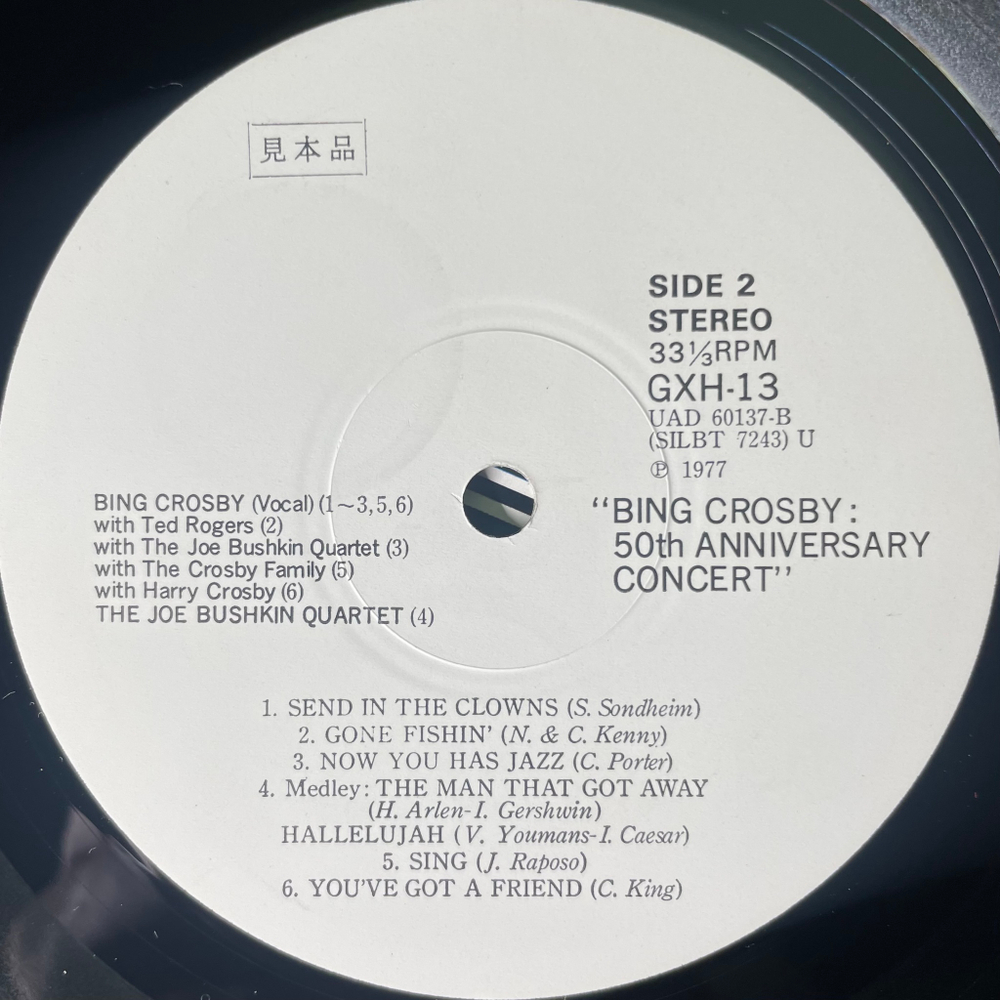 見本品
SIDE 2
STEREO
33⅓RPM
GXH-13
UAD 60137-B
(SILBT 7243) U
℗ 1977
"BING CROSBY:
50th ANNIVERSARY
CONCERT"
BING CROSBY (Vocal) (1~3,5,6)
with Ted Rogers (2)
with The Joe Bushkin Quartet (3)
with The Crosby Family (5)
with Harry Crosby (6)
THE JOE BUSHKIN QUARTET (4)
1. SEND IN THE CLOWNS (S. Sondheim)
2. GONE FISHIN' (N. & C. Kenny)
3. NOW YOU HAS JAZZ (C. Porter)
4. Medley: THE MAN THAT GOT AWAY
(H. Arlen-I. Gershwin)
HALLELUJAH (V. Youmans-I. Caesar)
5. SING (J. Raposo)
6. YOU'VE GOT A FRIEND (C. King)